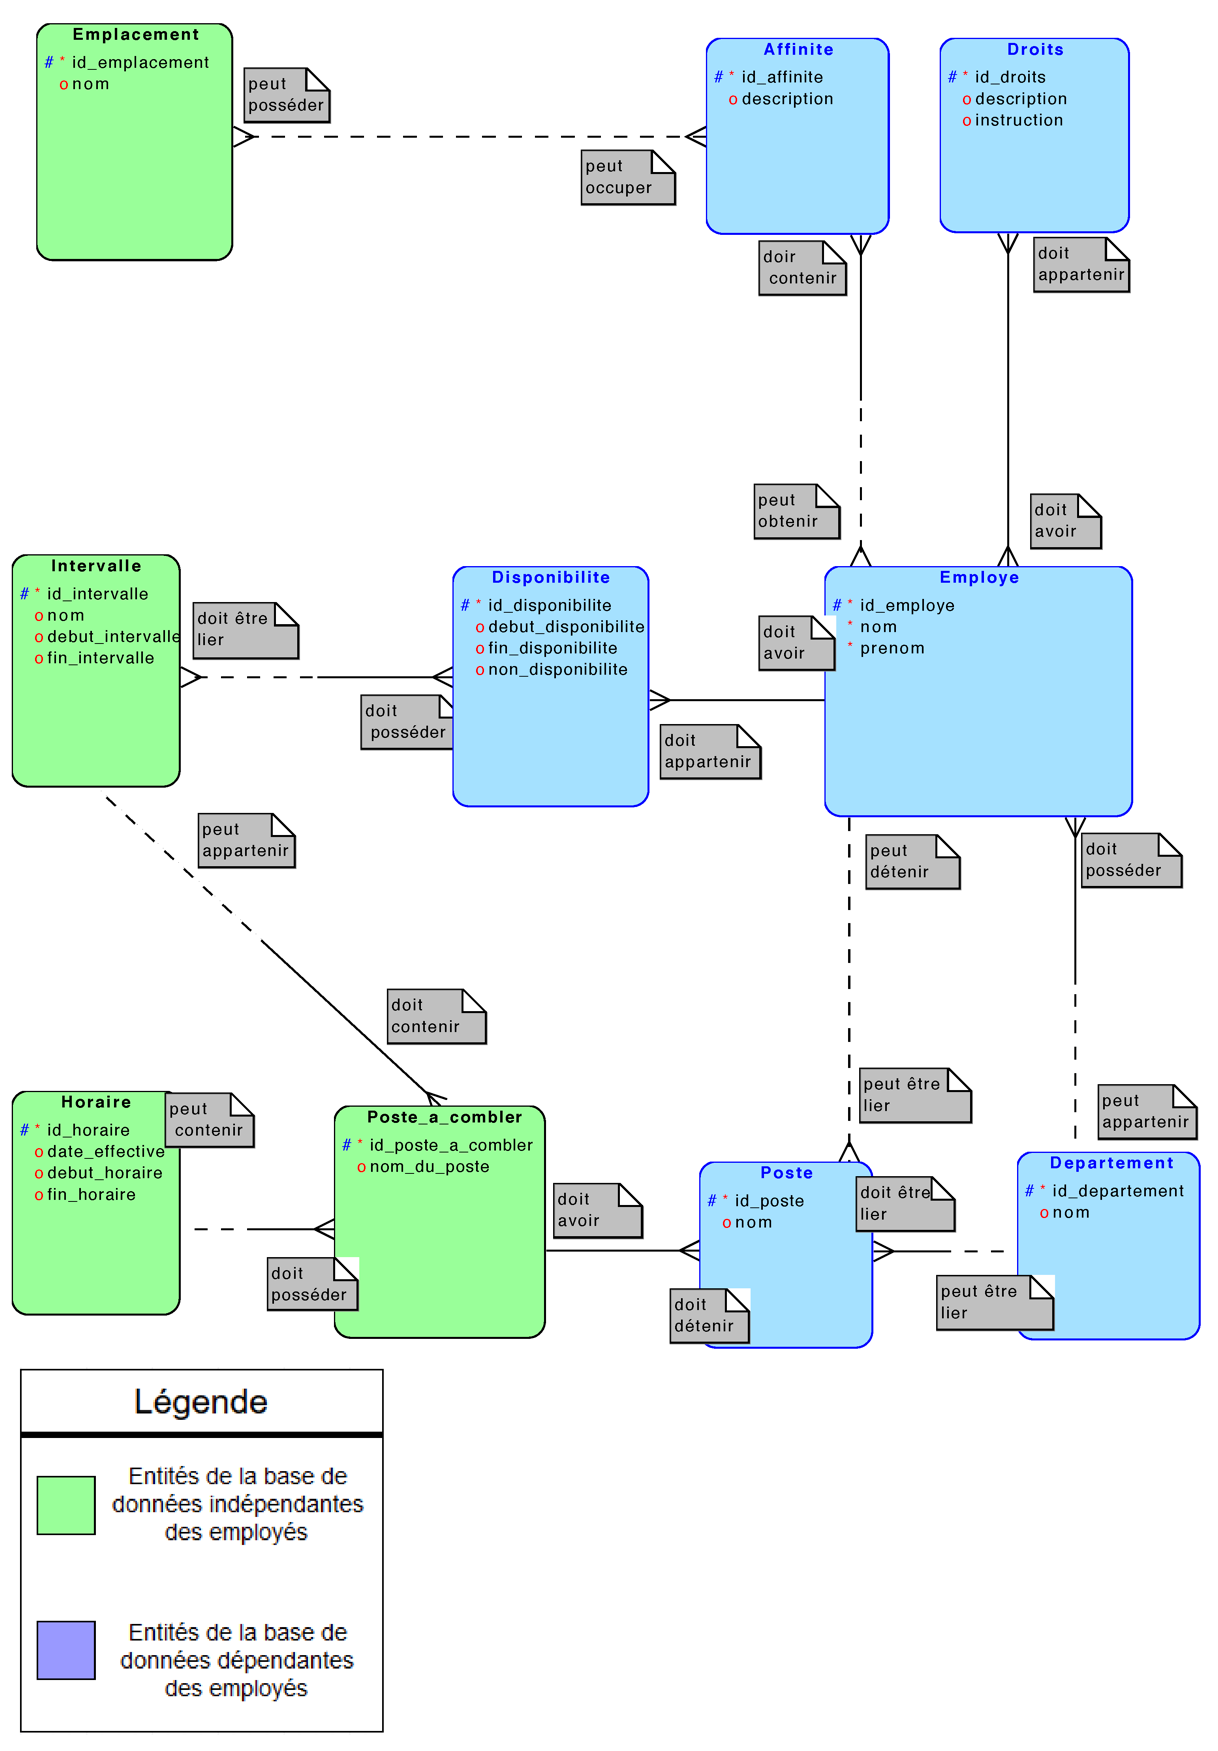 Emplacement
# * id_emplacement
o nom
peut
posséder
peut
occuper
Affinite
# * id_affinite
o description
Droits
# * id_droits
o description
o instruction
doir
contenir
doit
appartenir
peut
obtenir
doit
avoir
Intervalle
# * id_intervalle
o nom
o debut_intervalle
o fin_intervalle
doit être
lier
doit
posséder
Disponibilite
# * id_disponibilite
o debut_disponibilite
o fin_disponibilite
o non_disponibilite
doit
appartenir
doit
avoir
Employe
# * id_employe
* nom
* prenom
peut
appartenir
peut
détenir
doit
posséder
doit
contenir
peut être
lier
peut
appartenir
Horaire
# * id_horaire
o date_effective
o debut_horaire
o fin_horaire
peut
contenir
doit
posséder
Poste_a_combler
# * id_poste_a_combler
o nom_du_poste
doit
avoir
doit
détenir
Poste
# * id_poste
o nom
doit être
lier
peut être
lier
Departement
# * id_departement
o nom
Légende
Entités de la base de
données indépendantes
des employés
Entités de la base de
données dépendantes
des employés